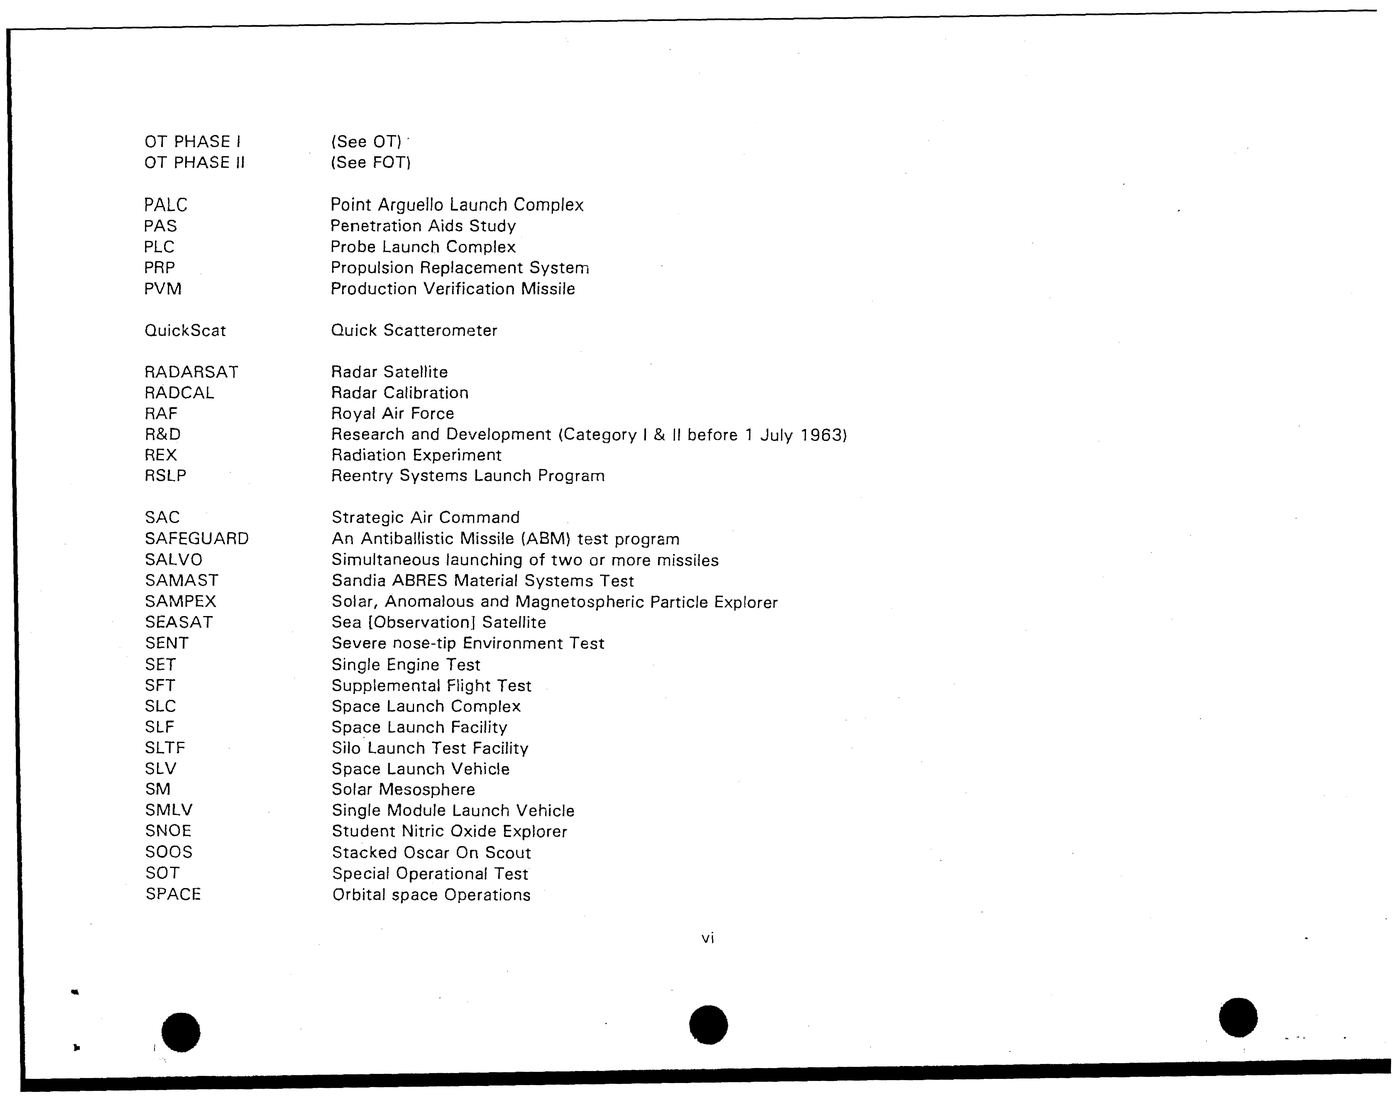 OT PHASE I (See OT)
OT PHASE II (See FOT)
PALC Point Arguello Launch Complex
PAS Penetration Aids Study
PLC Probe Launch Complex
PRP Propulsion Replacement System
PVM Production Verification Missile
QuickScat Quick Scatterometer
RADARSAT Radar Satellite
RADCAL Radar Calibration
RAF Royal Air Force
R&D Research and Development (Category I & II before 1 July 1963)
REX Radiation Experiment
RSLP Reentry Systems Launch Program
SAC Strategic Air Command
SAFEGUARD An Antiballistic Missile (ABM) test program
SALVO Simultaneous launching of two or more missiles
SAMAST Sandia ABRES Material Systems Test
SAMPEX Solar, Anomalous and Magnetospheric Particle Explorer
SEASAT Sea [Observation] Satellite
SENT Severe nose-tip Environment Test
SET Single Engine Test
SFT Supplemental Flight Test
SLC Space Launch Complex
SLF Space Launch Facility
SLTF Silo Launch Test Facility
SLV Space Launch Vehicle
SM Solar Mesosphere
SMLV Single Module Launch Vehicle
SNOE Student Nitric Oxide Explorer
SOOS Stacked Oscar On Scout
SOT Special Operational Test
SPACE Orbital space Operations
vi